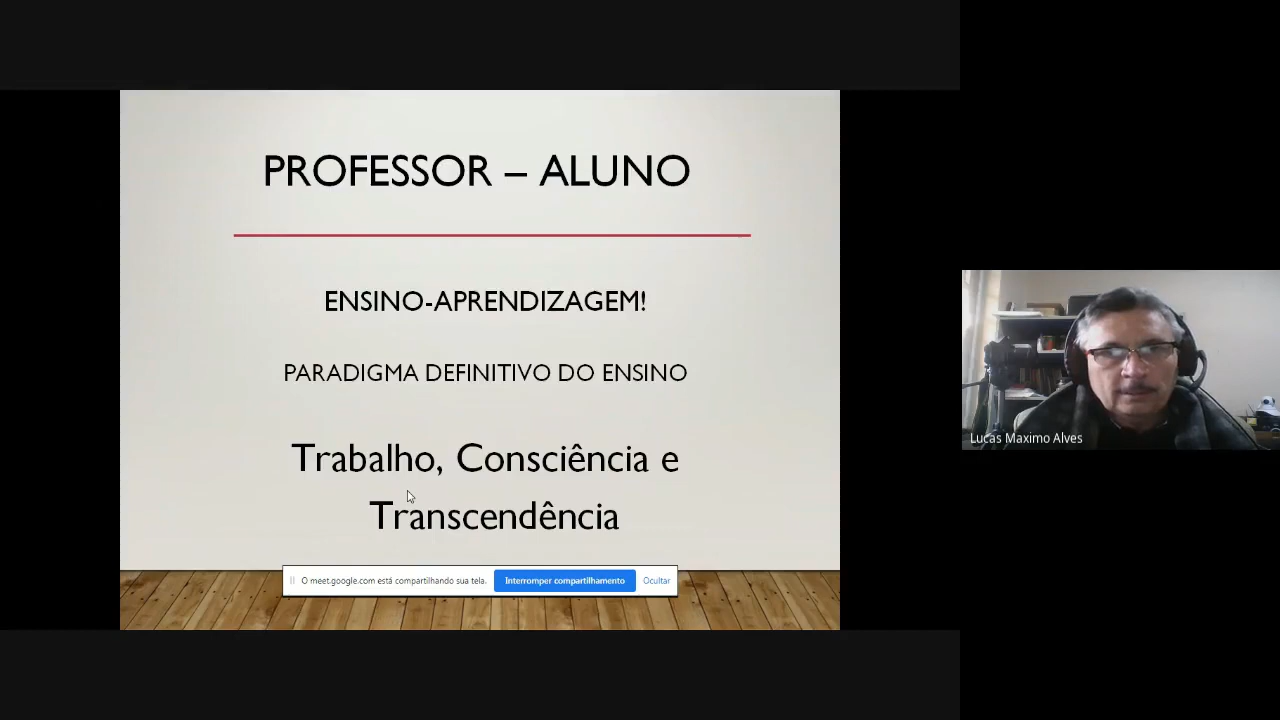 PROFESSOR – ALUNO
ENSINO-APRENDIZAGEM!
PARADIGMA DEFINITIVO DO ENSINO
Trabalho, Consciência e
Transcendência
O meet.google.com está compartilhando sua tela. Interromper compartilhamento Ocultar
Lucas Maximo Alves